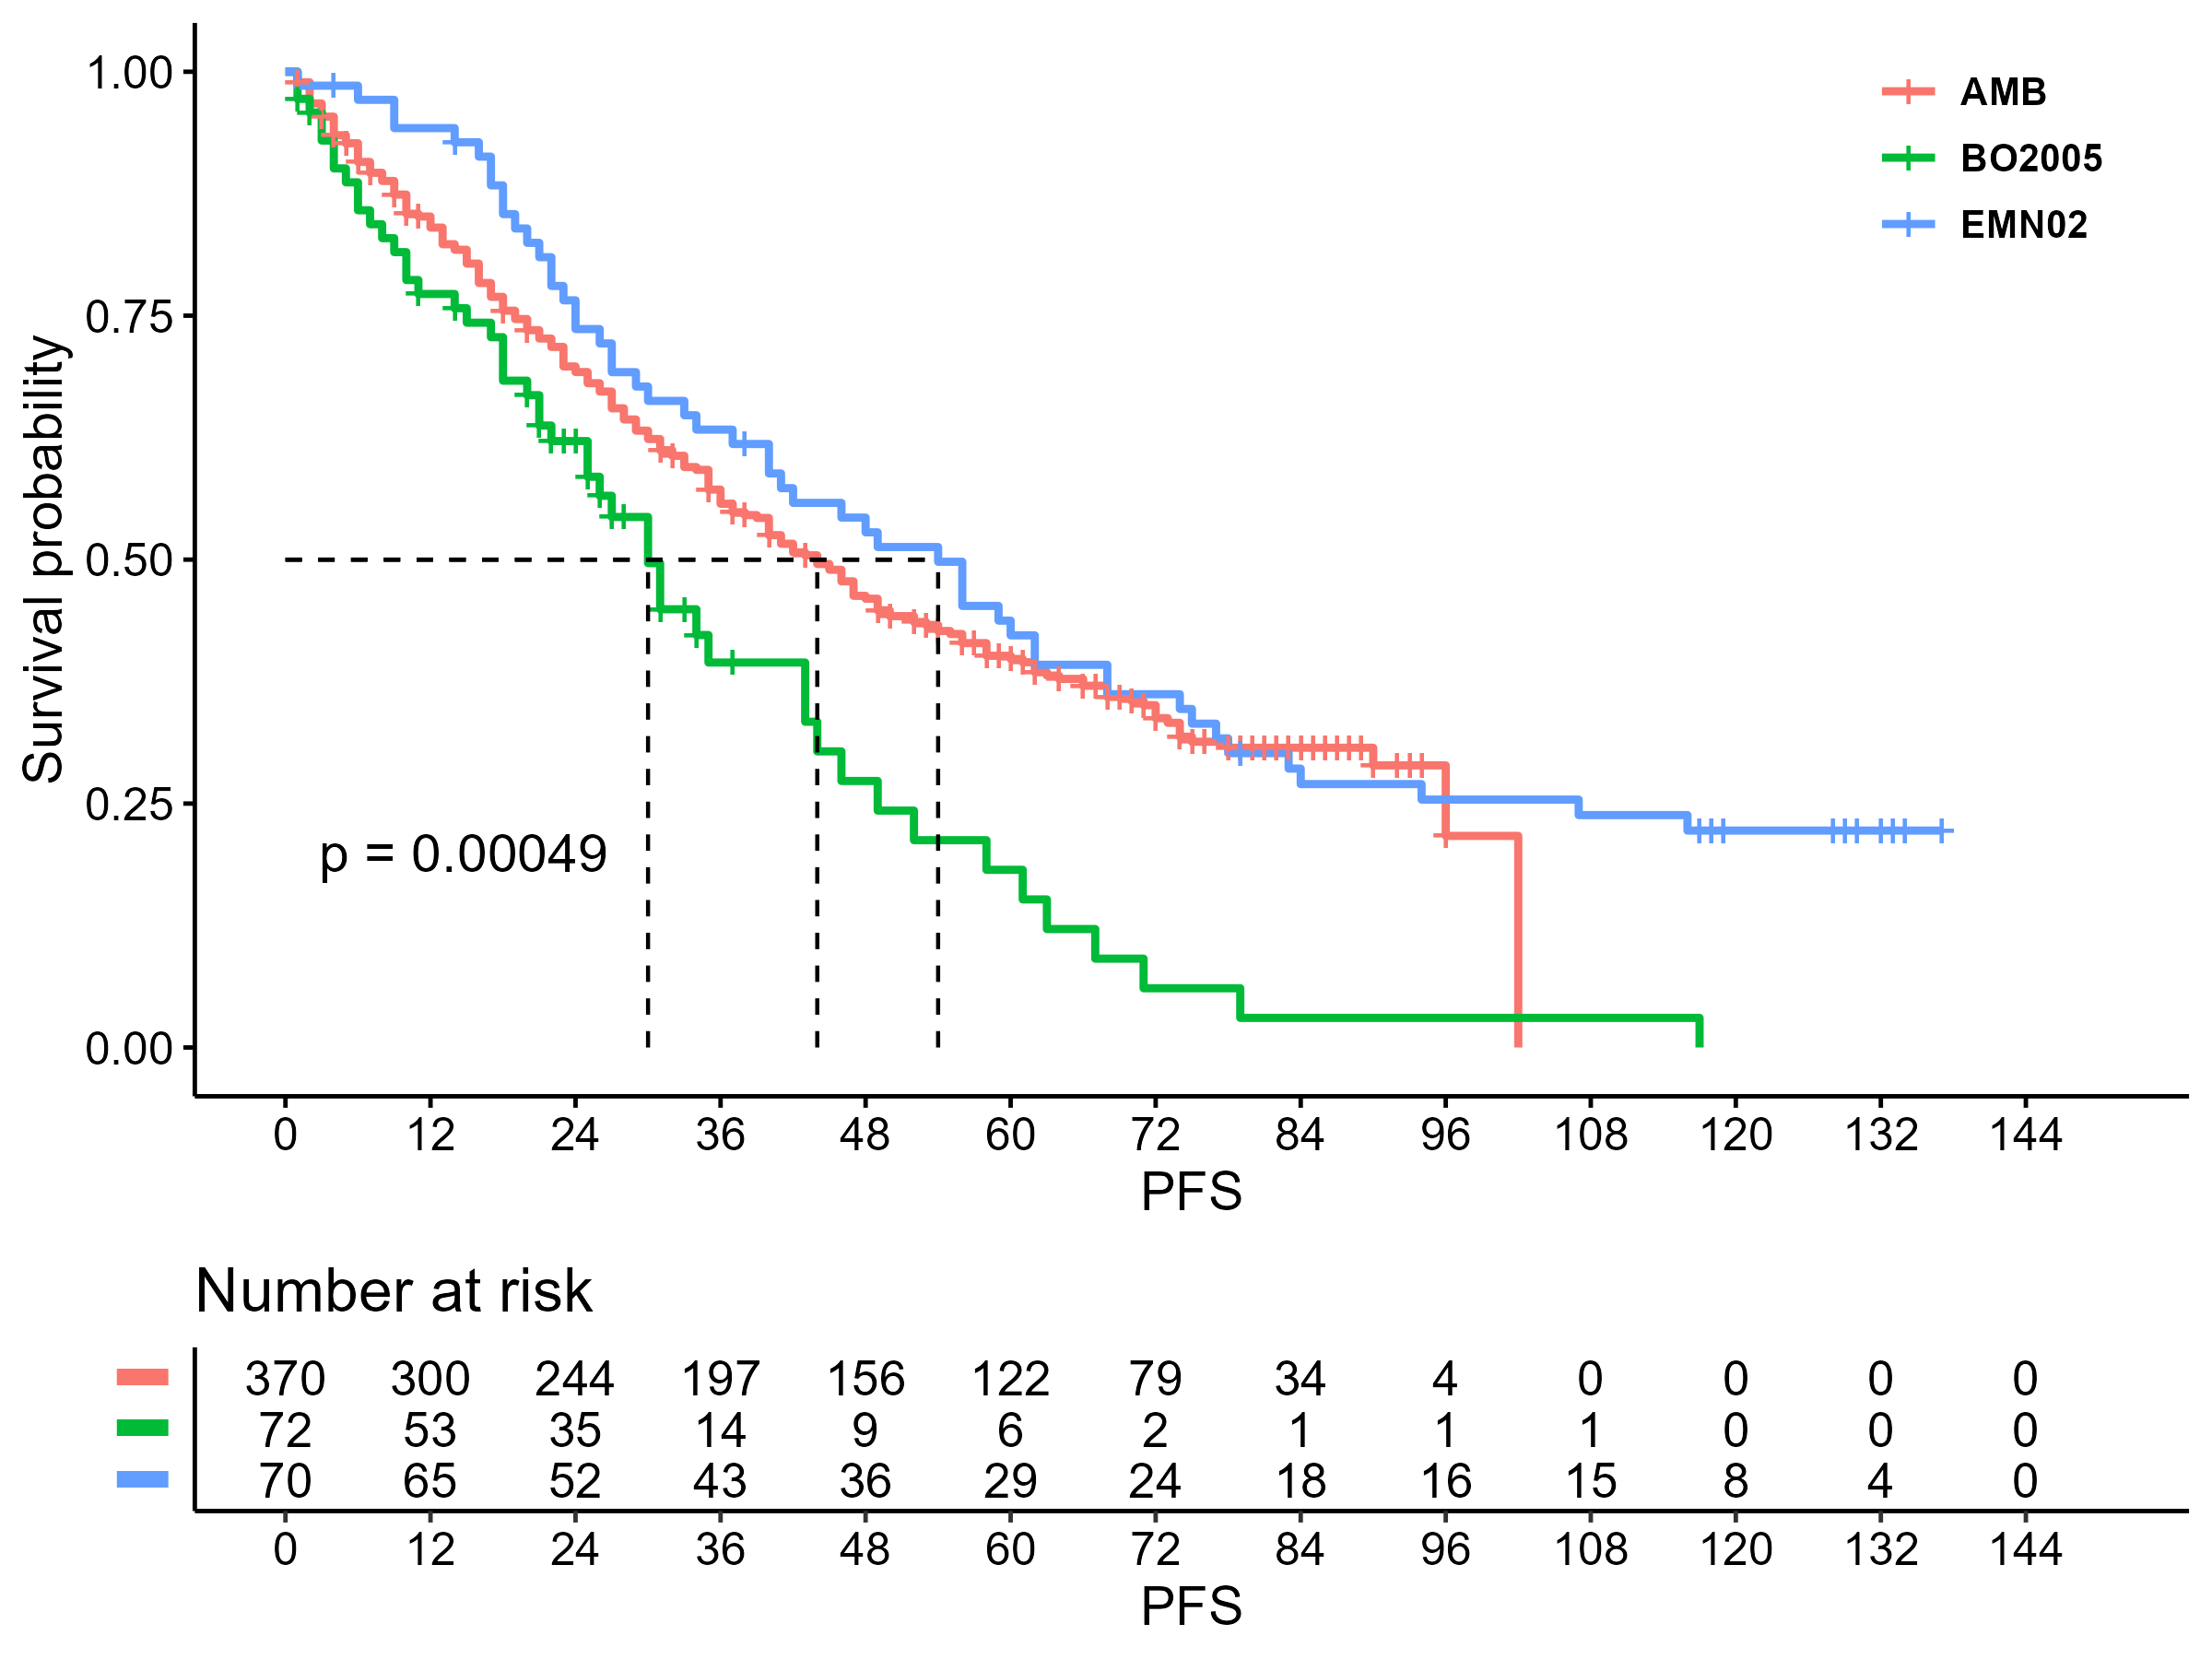 Survival probability
1.00
0.75
0.50
0.25
0.00
AMB
BO2005
EMN02
p = 0.00049
0 12 24 36 48 60 72 84 96 108 120 132 144
PFS
Number at risk
370 300 244 197 156 122 79 34 4 0 0 0 0
72 53 35 14 9 6 2 1 1 1 0 0 0
70 65 52 43 36 29 24 18 16 15 8 4 0
0 12 24 36 48 60 72 84 96 108 120 132 144
PFS